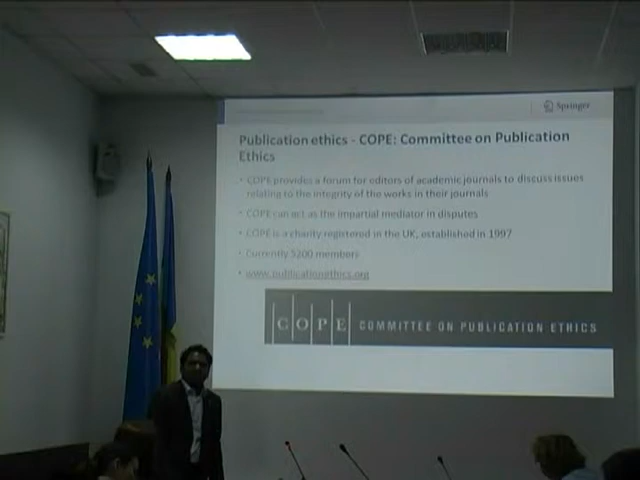 Springer
Publication ethics - COPE: Committee on Publication
Ethics
• COPE provides a forum for editors of academic journals to discuss issues
relating to the integrity of the works in their journals
• COPE can act as the impartial mediator in disputes
• COPE is a charity registered in the UK, established in 1997
• Currently 5200 members
• www.publicationethics.org
C O P E COMMITTEE ON PUBLICATION ETHICS